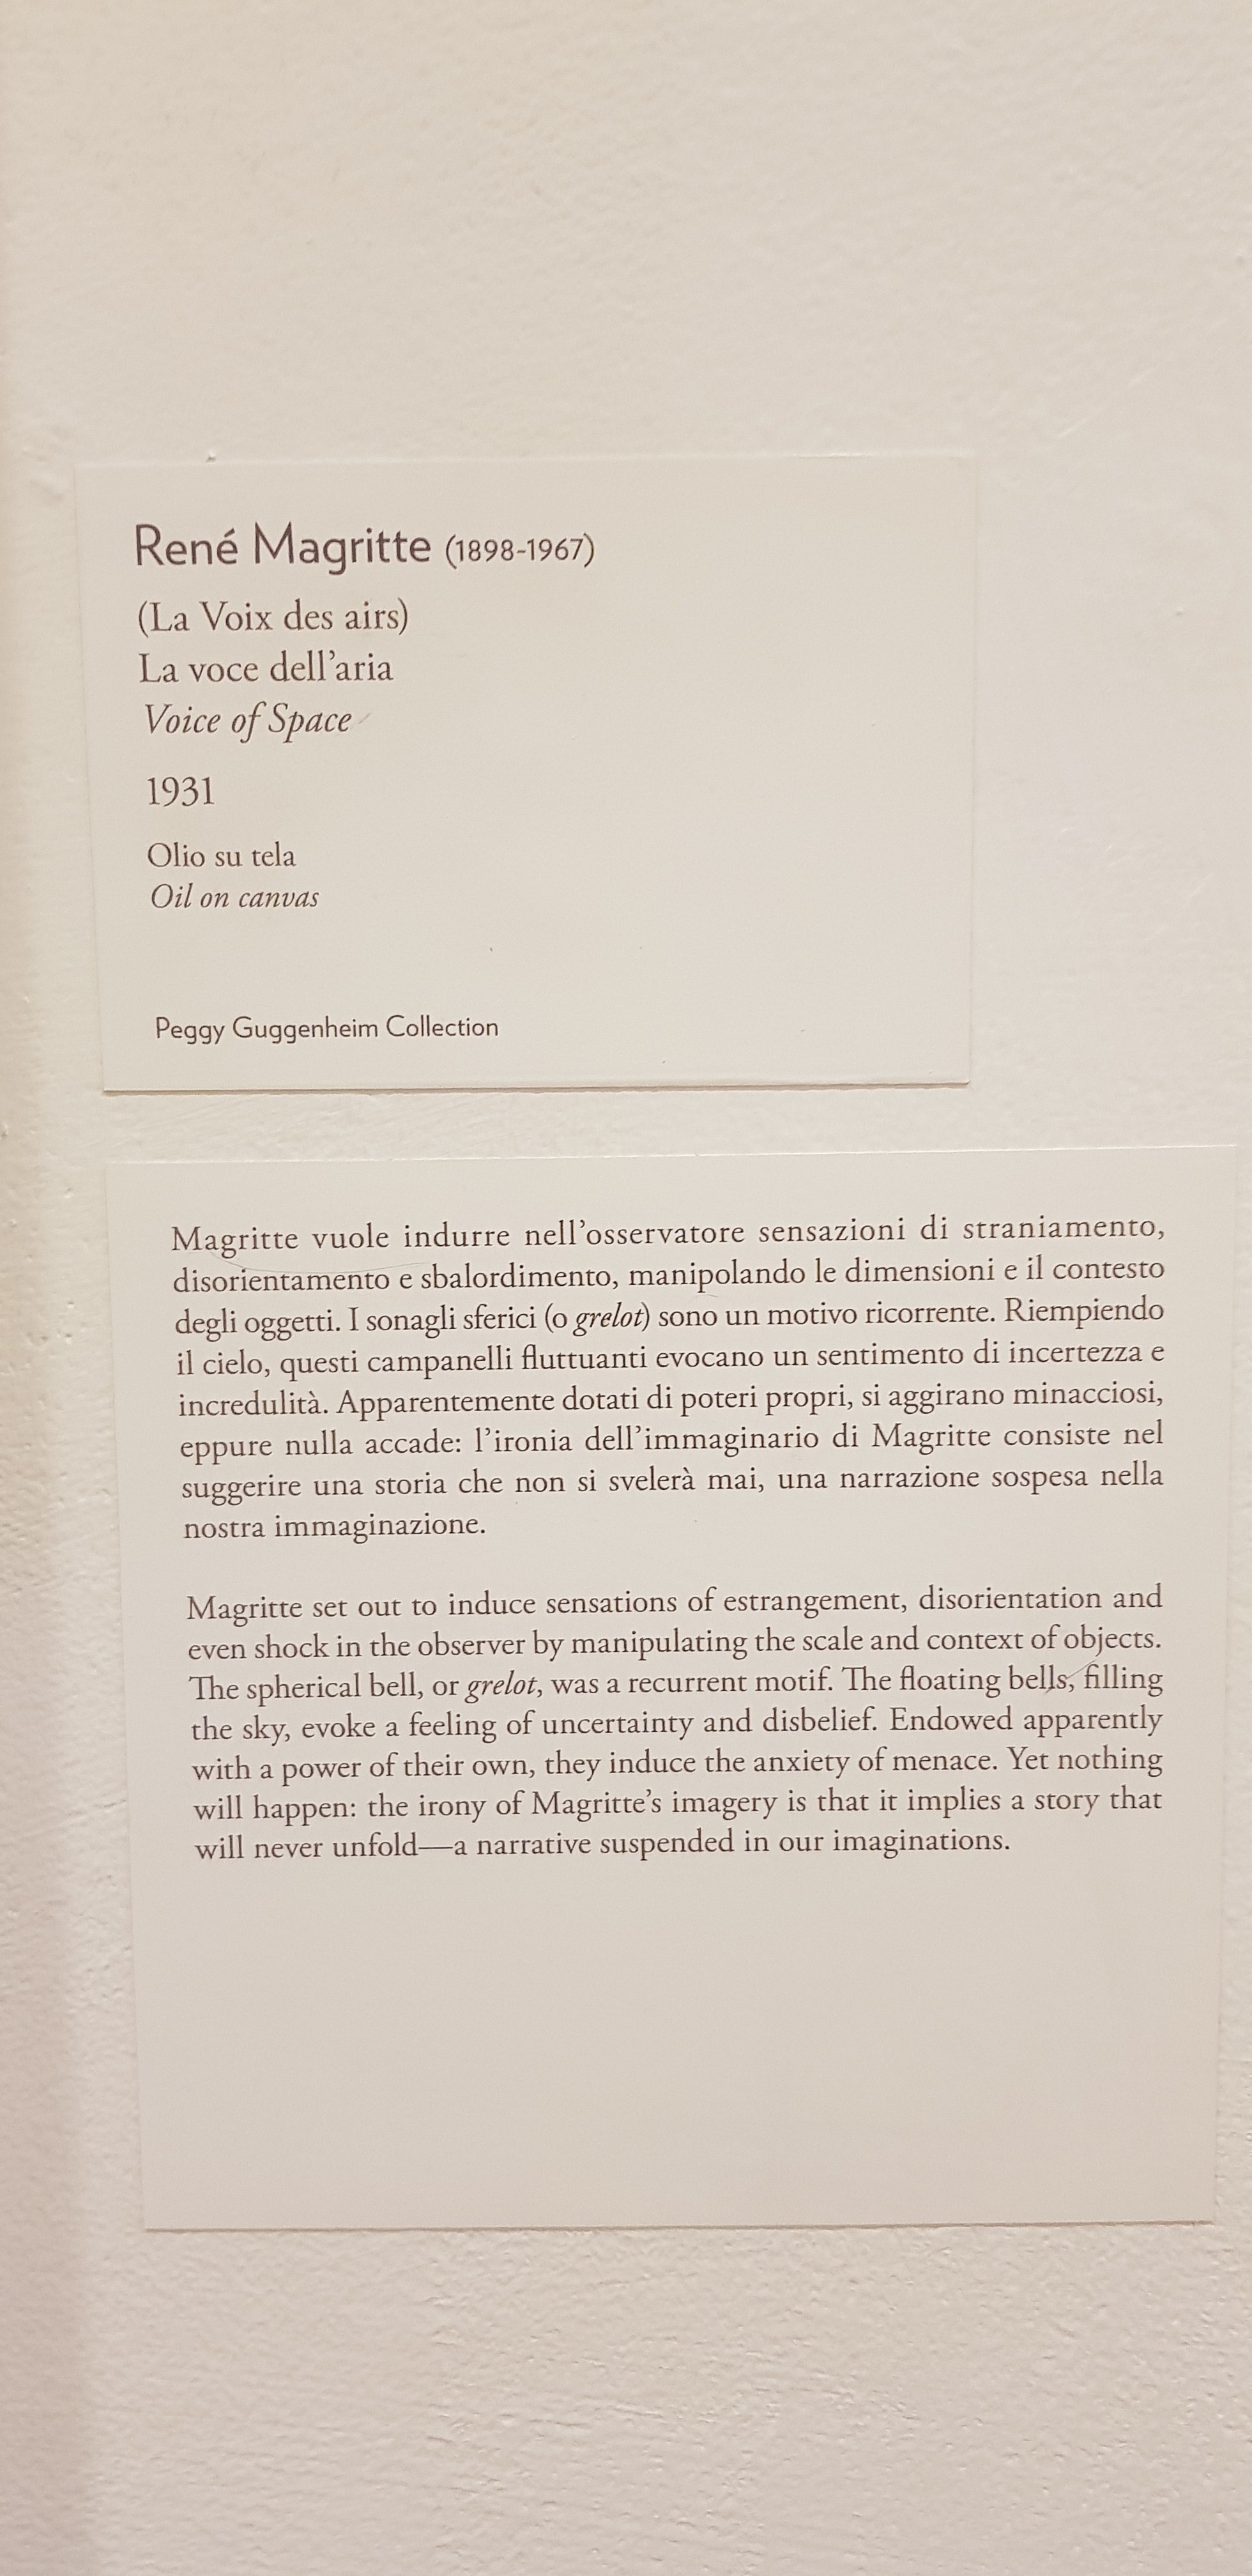 René Magritte (1898-1967)
(La Voix des airs)
La voce dell’aria
Voice of Space
1931
Olio su tela
Oil on canvas
Peggy Guggenheim Collection
Magritte vuole indurre nell’osservatore sensazioni di straniamento,
disorientamento e sbalordimento, manipolando le dimensioni e il contesto
degli oggetti. I sonagli sferici (o grelot) sono un motivo ricorrente. Riempiendo
il cielo, questi campanelli fluttuanti evocano un sentimento di incertezza e
incredulità. Apparentemente dotati di poteri propri, si aggirano minacciosi,
eppure nulla accade: l’ironia dell’immaginario di Magritte consiste nel
suggerire una storia che non si svelerà mai, una narrazione sospesa nella
nostra immaginazione.
Magritte set out to induce sensations of estrangement, disorientation and
even shock in the observer by manipulating the scale and context of objects.
The spherical bell, or grelot, was a recurrent motif. The floating bells, filling
the sky, evoke a feeling of uncertainty and disbelief. Endowed apparently
with a power of their own, they induce the anxiety of menace. Yet nothing
will happen: the irony of Magritte’s imagery is that it implies a story that
will never unfold—a narrative suspended in our imaginations.